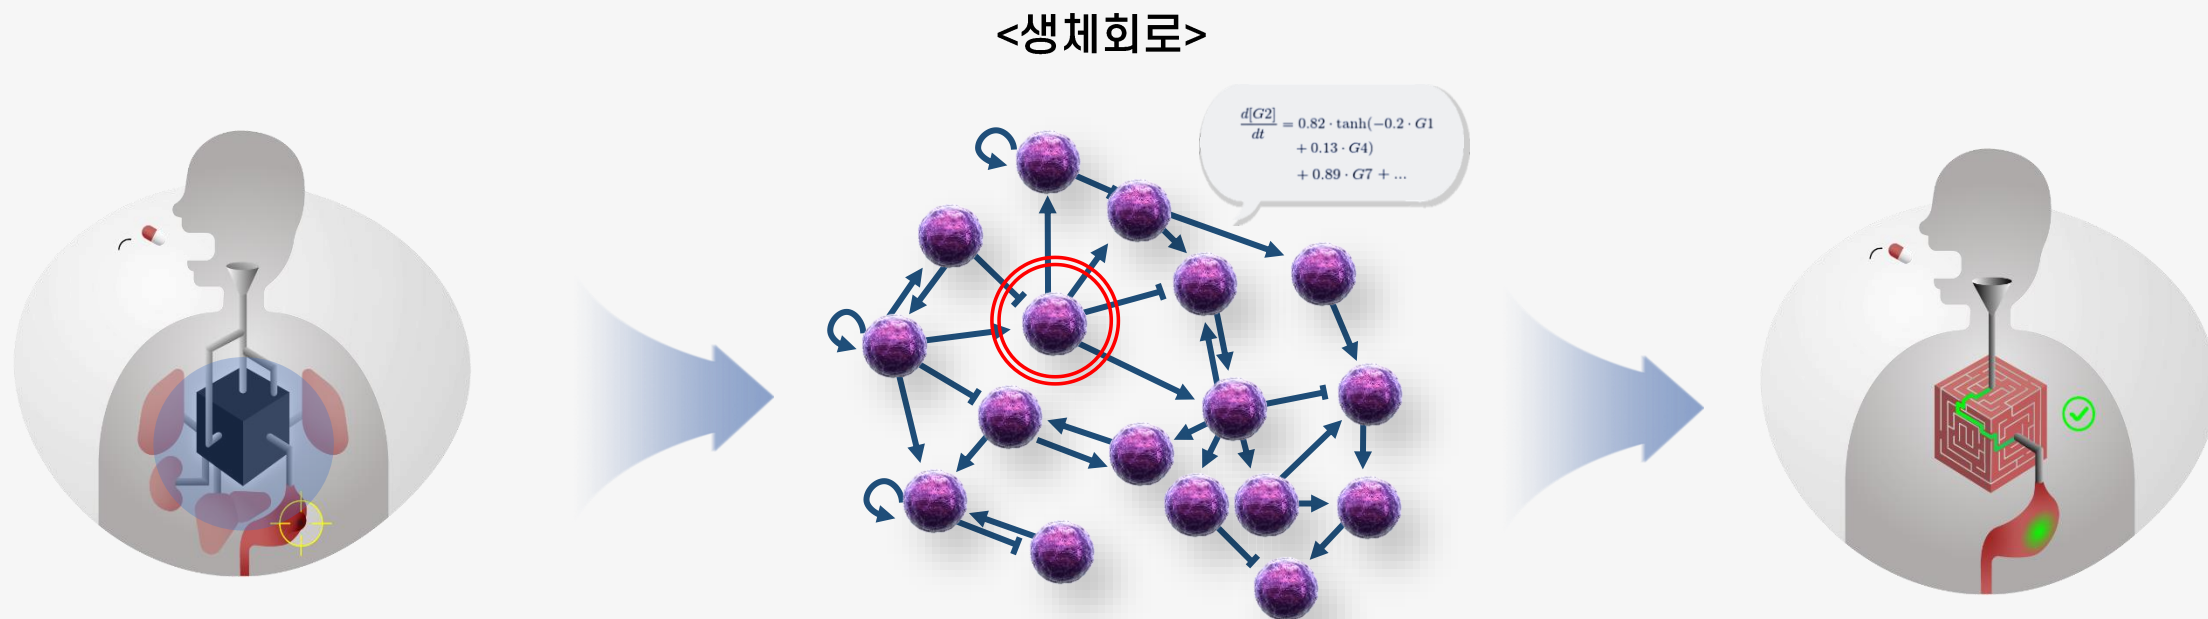 <생체회로>
d[G2]
dt
= 0.82 · tanh(−0.2 · G1
+ 0.13 · G4)
+ 0.89 · G7 + ...